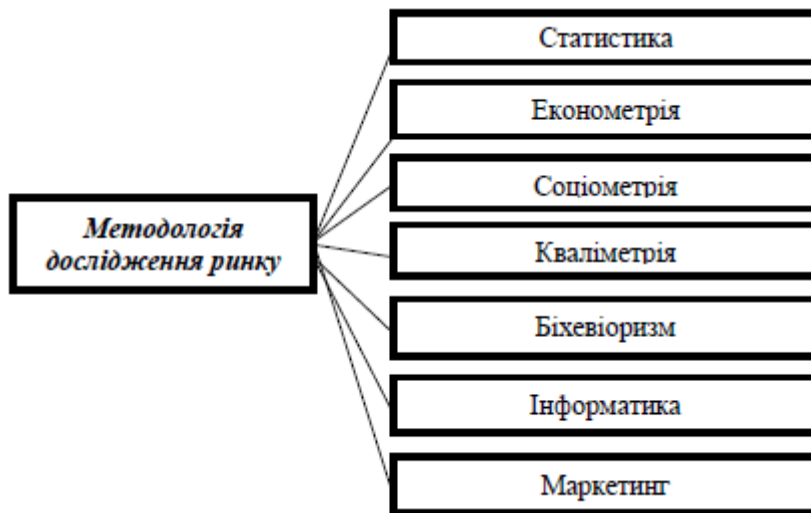 Статистика
Економетрія
Соціометрія
Методологія
дослідження ринку
Кваліметрія
Біхевіоризм
Інформатика
Маркетинг